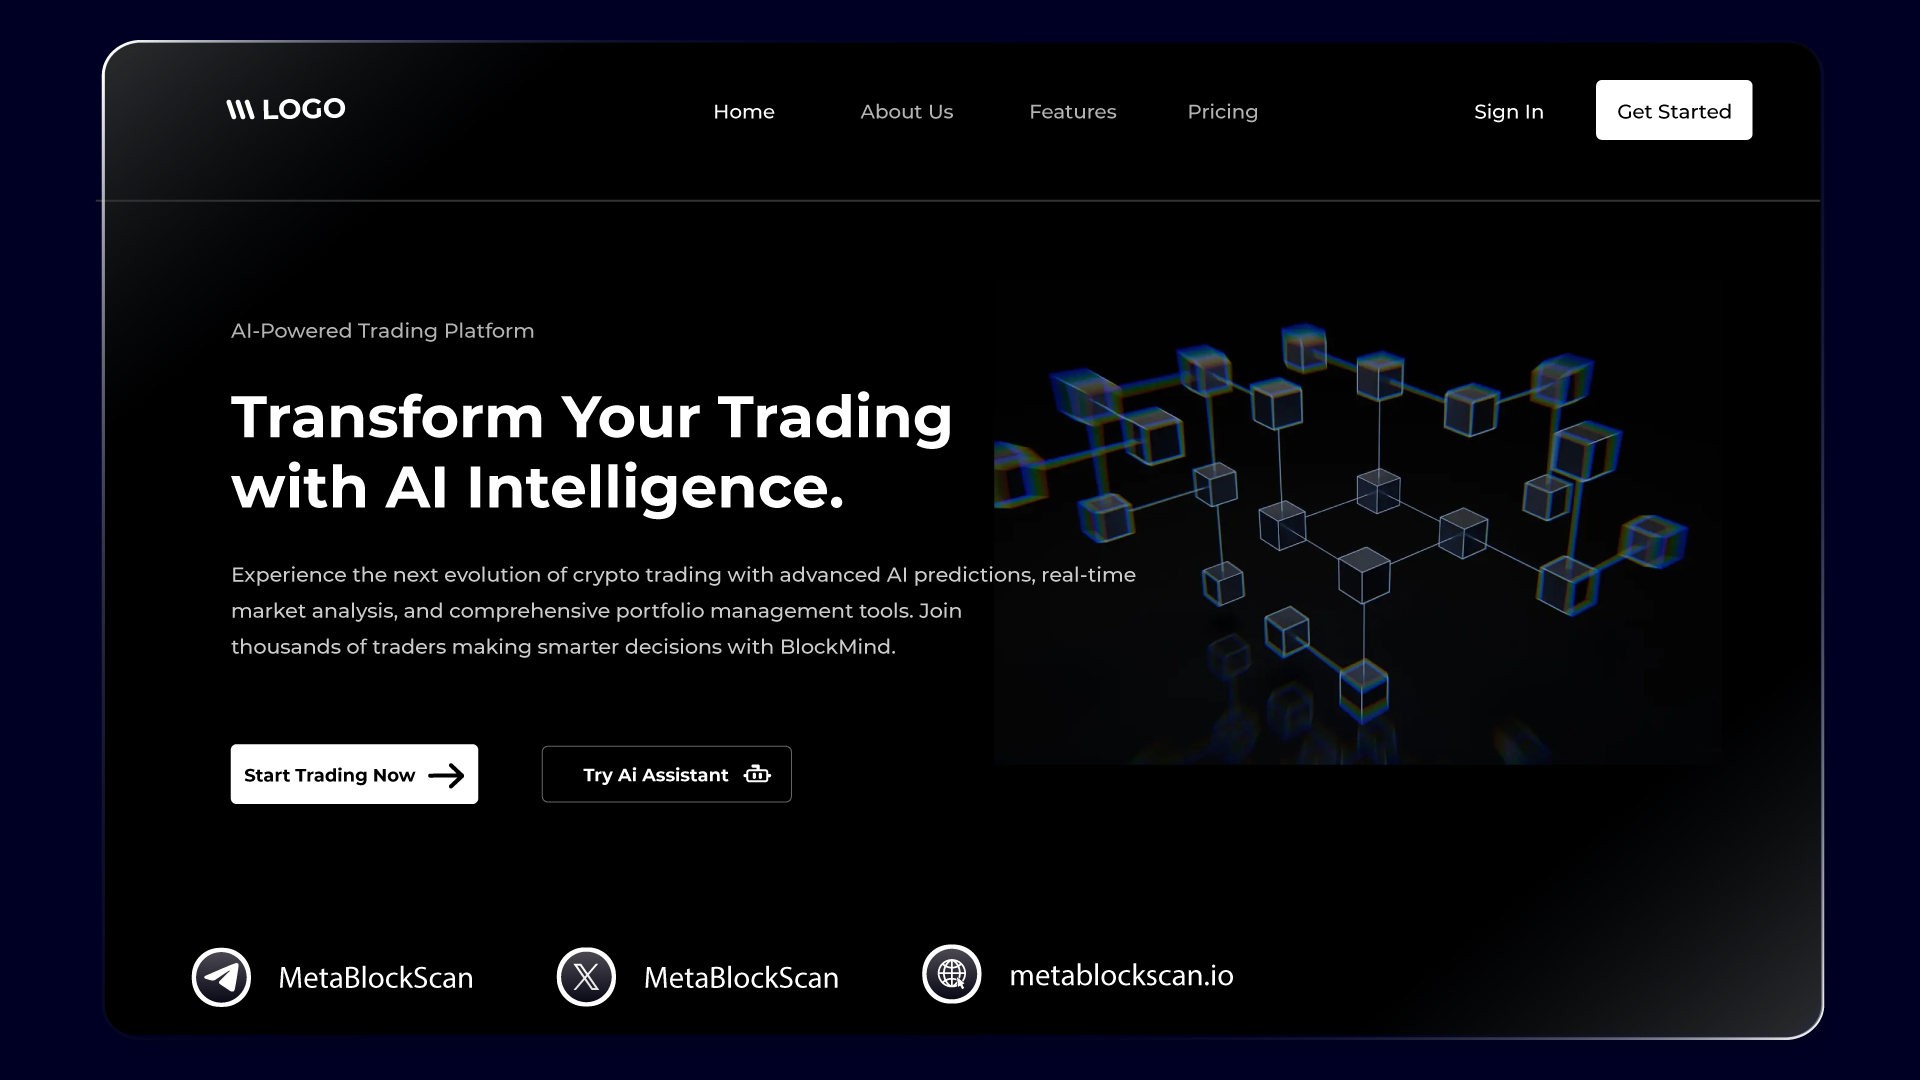 LOGO
Home
About Us
Features
Pricing
Sign In
Get Started
AI-Powered Trading Platform
Transform Your Trading
with AI Intelligence.
Experience the next evolution of crypto trading with advanced AI predictions, real-time
market analysis, and comprehensive portfolio management tools. Join
thousands of traders making smarter decisions with BlockMind.
Start Trading Now
Try Ai Assistant
MetaBlockScan
MetaBlockScan
metablockscan.io